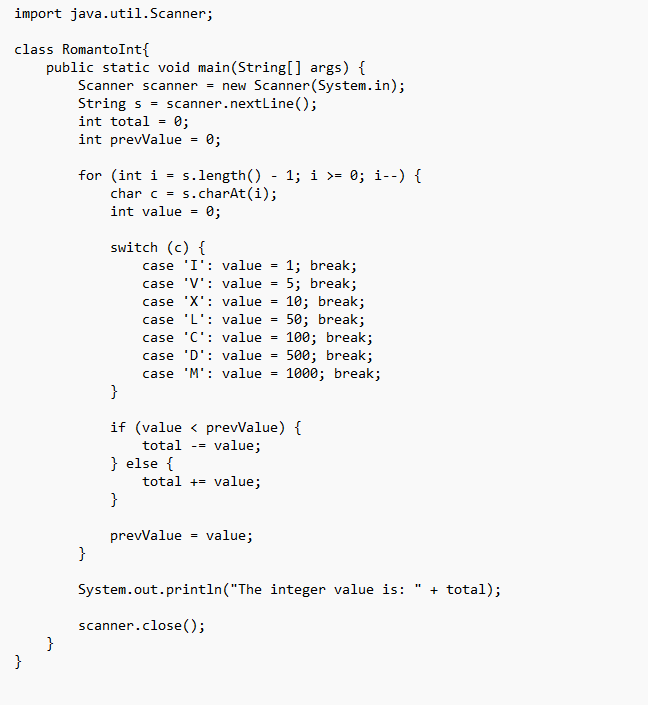 import java.util.Scanner;

class RomantoInt{
    public static void main(String[] args) {
        Scanner scanner = new Scanner(System.in);
        String s = scanner.nextLine();
        int total = 0;
        int prevValue = 0;

        for (int i = s.length() - 1; i >= 0; i--) {
            char c = s.charAt(i);
            int value = 0;

            switch (c) {
                case 'I': value = 1; break;
                case 'V': value = 5; break;
                case 'X': value = 10; break;
                case 'L': value = 50; break;
                case 'C': value = 100; break;
                case 'D': value = 500; break;
                case 'M': value = 1000; break;
            }

            if (value < prevValue) {
                total -= value;
            } else {
                total += value;
            }

            prevValue = value;
        }

        System.out.println("The integer value is: " + total);

        scanner.close();
    }
}